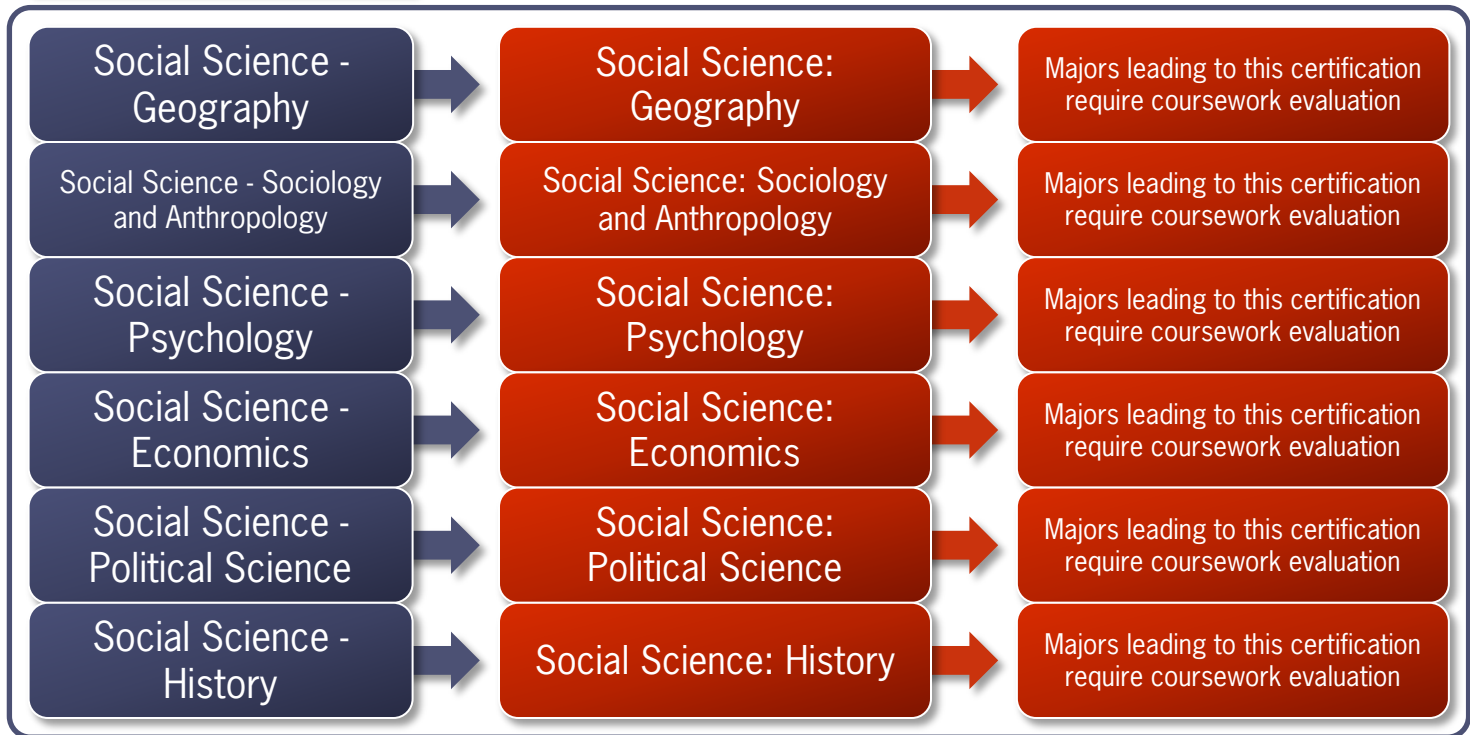 Social Science -
Geography
Social Science:
Geography
Majors leading to this certification
require coursework evaluation
Social Science - Sociology
and Anthropology
Social Science: Sociology
and Anthropology
Majors leading to this certification
require coursework evaluation
Social Science -
Psychology
Social Science:
Psychology
Majors leading to this certification
require coursework evaluation
Social Science -
Economics
Social Science:
Economics
Majors leading to this certification
require coursework evaluation
Social Science -
Political Science
Social Science:
Political Science
Majors leading to this certification
require coursework evaluation
Social Science -
History
Social Science: History
Majors leading to this certification
require coursework evaluation